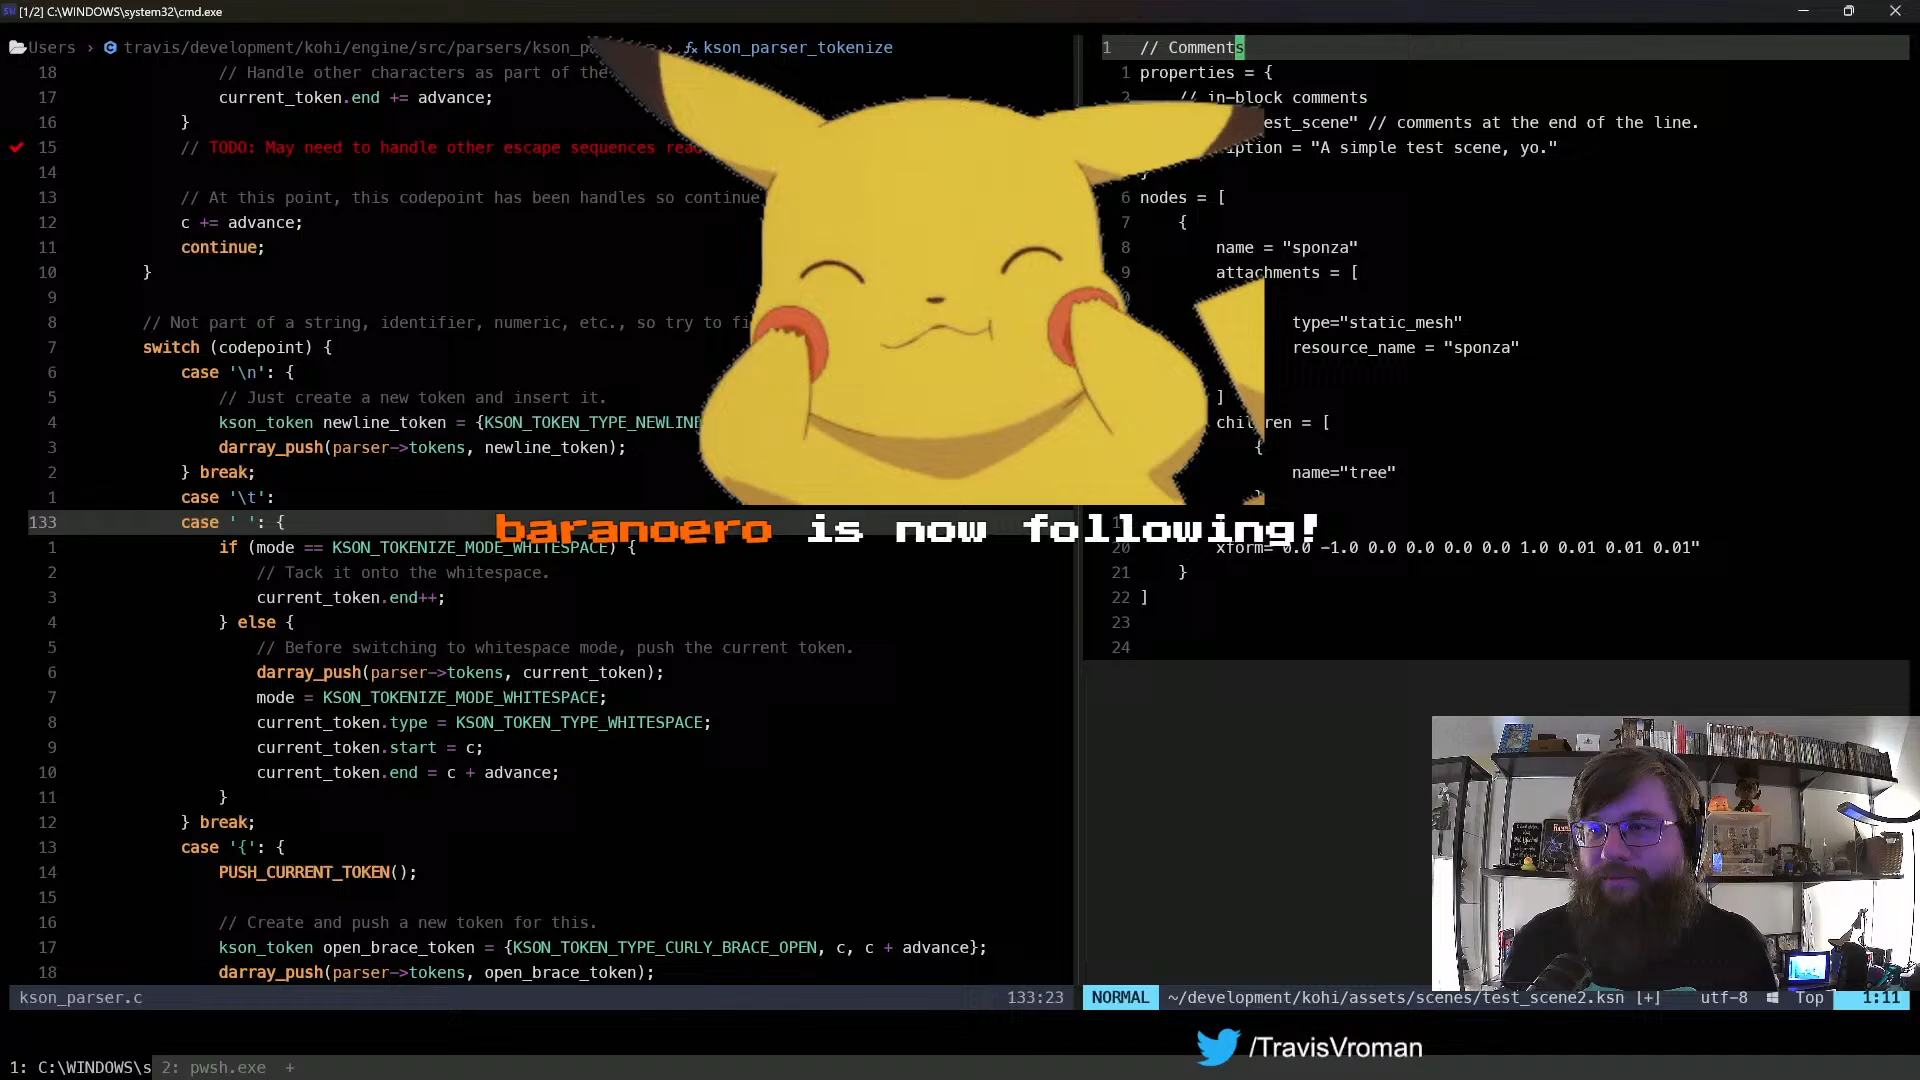 [1/2] C:\WINDOWS\system32\cmd.exe
Users › travis/development/kohi/engine/src/parsers/kson_p › kson_parser_tokenize
18 // Handle other characters as part of the
17 current_token.end += advance;
16 }
15 // TODO: May need to handle other escape sequences read
14
13 // At this point, this codepoint has been handles so continue
12 c += advance;
11 continue;
10 }
9
8 // Not part of a string, identifier, numeric, etc., so try to fi
7 switch (codepoint) {
6 case '\n': {
5 // Just create a new token and insert it.
4 kson_token newline_token = {KSON_TOKEN_TYPE_NEWLINE
3 darray_push(parser->tokens, newline_token);
2 } break;
1 case '\t':
133 case ' ': {
1 if (mode == KSON_TOKENIZE_MODE_WHITESPACE) {
2 // Tack it onto the whitespace.
3 current_token.end++;
4 } else {
5 // Before switching to whitespace mode, push the current token.
6 darray_push(parser->tokens, current_token);
7 mode = KSON_TOKENIZE_MODE_WHITESPACE;
8 current_token.type = KSON_TOKEN_TYPE_WHITESPACE;
9 current_token.start = c;
10 current_token.end = c + advance;
11 }
12 } break;
13 case '{': {
14 PUSH_CURRENT_TOKEN();
15
16 // Create and push a new token for this.
17 kson_token open_brace_token = {KSON_TOKEN_TYPE_CURLY_BRACE_OPEN, c, c + advance};
18 darray_push(parser->tokens, open_brace_token);
kson_parser.c 133:23
1 // Comments
1 properties = {
2 // in-block comments
est_scene" // comments at the end of the line.
iption = "A simple test scene, yo."
}
6 nodes = [
7 {
8 name = "sponza"
9 attachments = [
type="static_mesh"
resource_name = "sponza"
]
children = [
{
name="tree"
20 xform="0.0 -1.0 0.0 0.0 0.0 0.0 1.0 0.01 0.01 0.01"
21 }
22 ]
23
24
baranoero is now following!
NORMAL ~/development/kohi/assets/scenes/test_scene2.ksn [+] utf-8 Top 1:11
/TravisVroman
1: C:\WINDOWS\s 2: pwsh.exe +